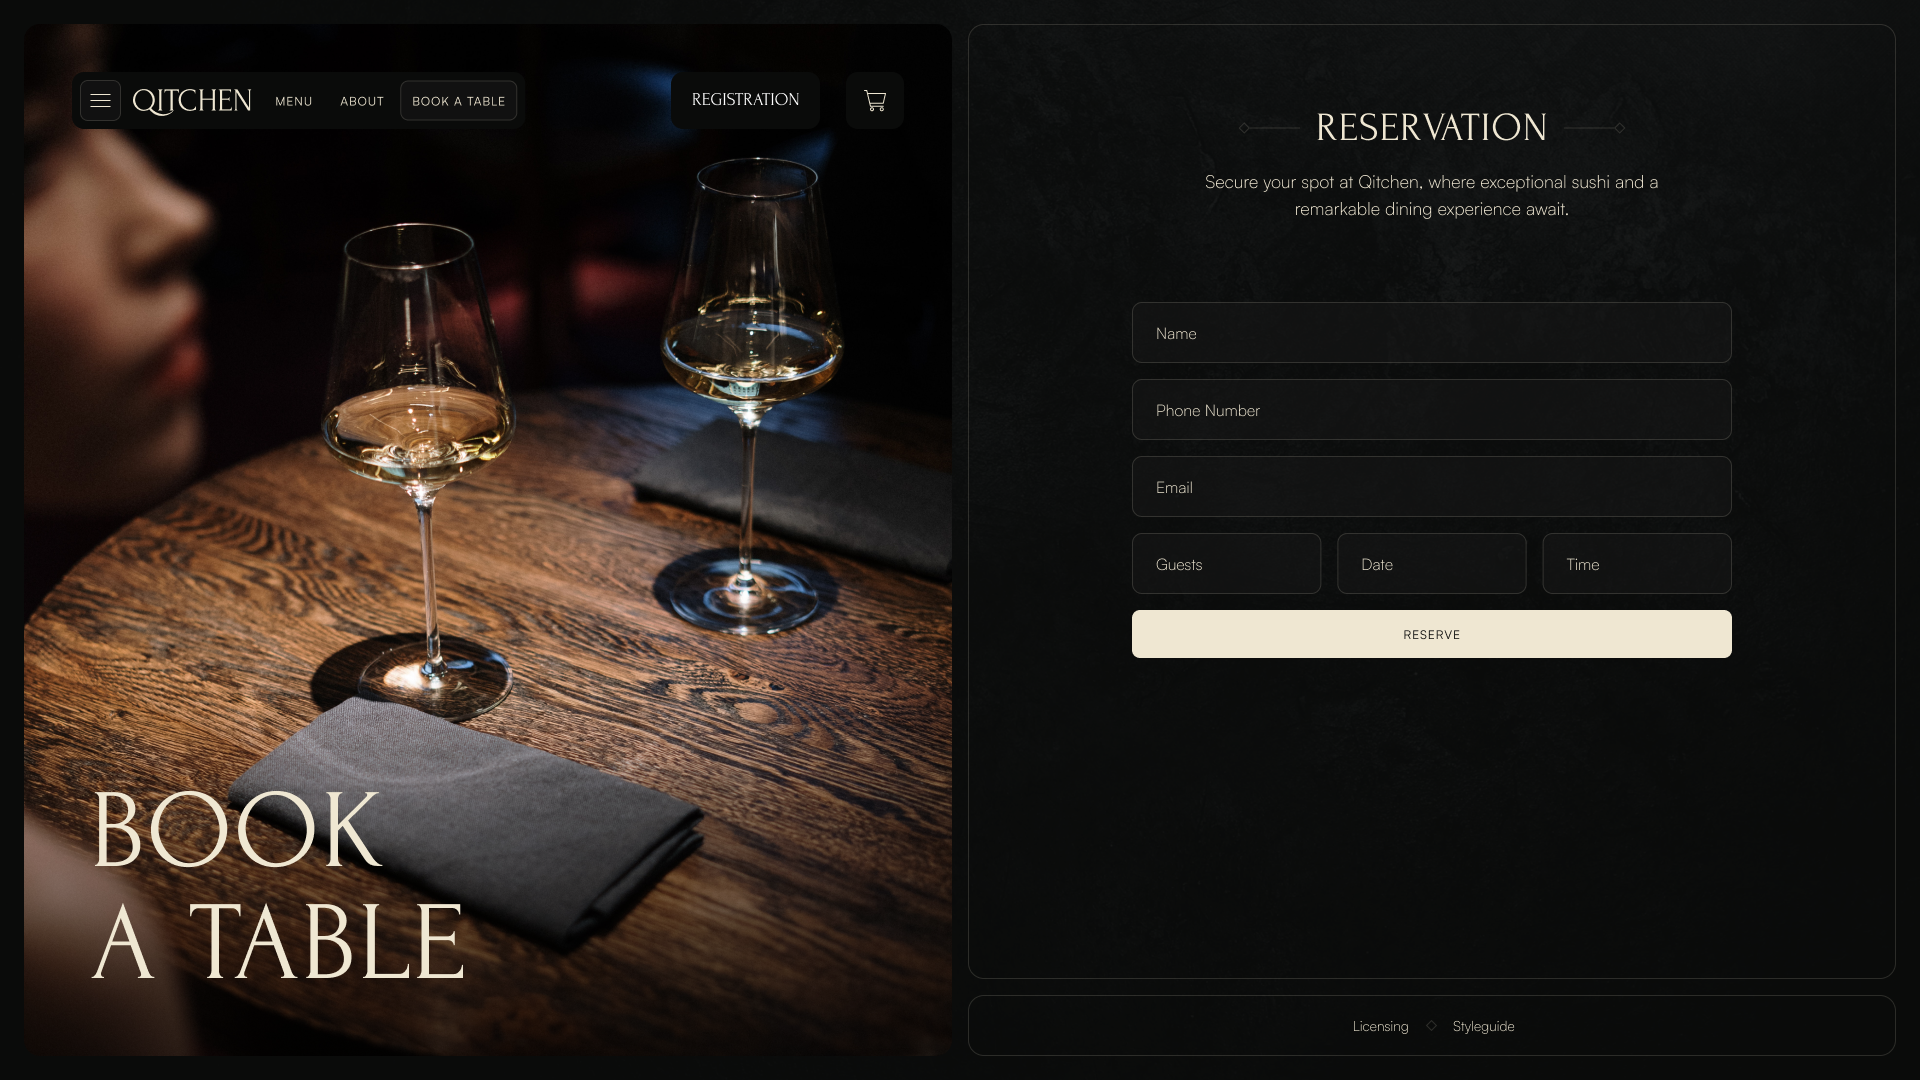 QITCHEN
MENU
ABOUT
BOOK A TABLE
REGISTRATION
BOOK
A TABLE
RESERVATION
Secure your spot at Qitchen, where exceptional sushi and a
remarkable dining experience await.
Name
Phone Number
Email
Guests
Date
Time
RESERVE
Licensing
Styleguide